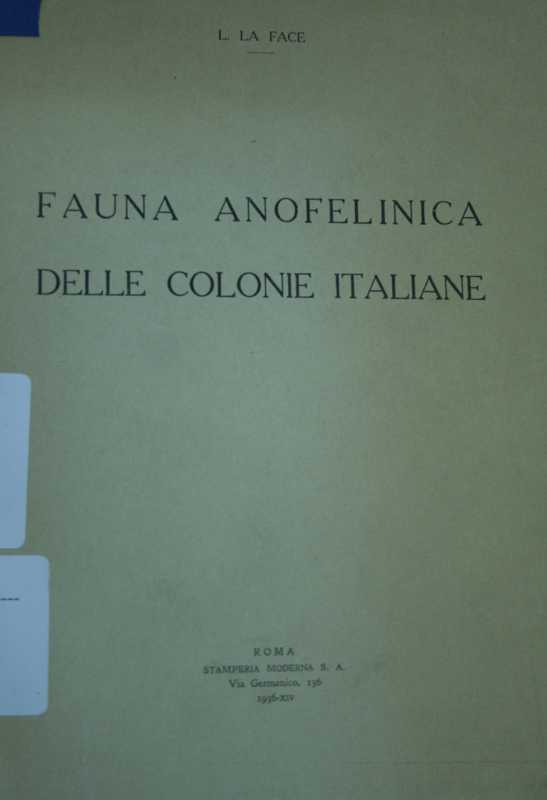 L. LA FACE
FAUNA ANOFELINICA
DELLE COLONIE ITALIANE
ROMA
STAMPERIA MODERNA S. A.
Via Germanico, 136
1936-XIV